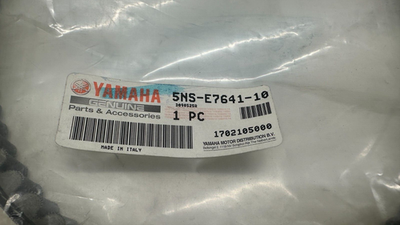 YAMAHA
GENUINE
Parts & Accessories
5NS-E7641-10
1 PC
1702105000
MADE IN ITALY
YAMAHA MOTOR DISTRIBUTION B.V.